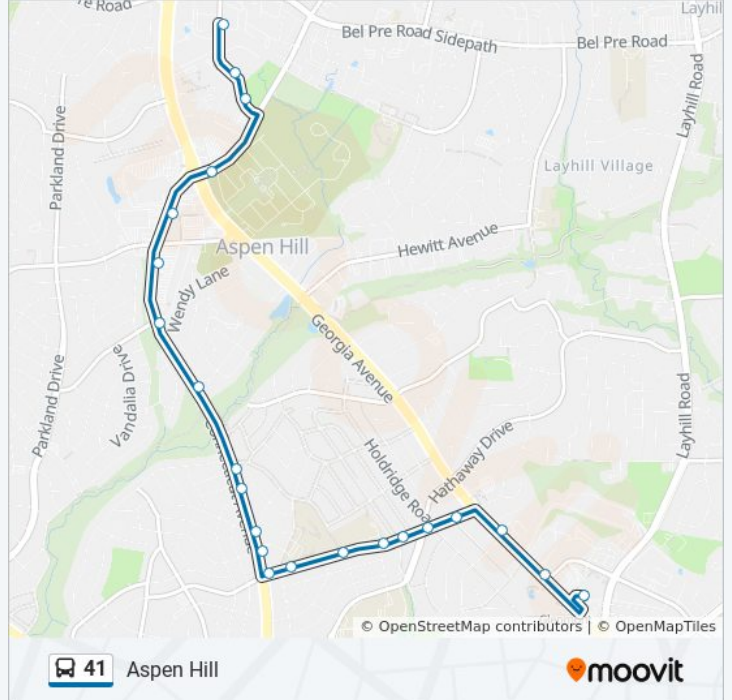 re Road
Layhil
Bel Pre Road Sidepath
Bel Pre Road
Layhill Road
Parkland Drive
Layhill Village
Aspen Hill
Hewitt Avenue
Wendy Lane
Georgia Avenue
Vandalia Drive
Parkland Drive
Layhill Road
Holdridge Roa
Hathaway Drive
© OpenStreetMap contributors | © OpenMapTiles
41 Aspen Hill
moovit